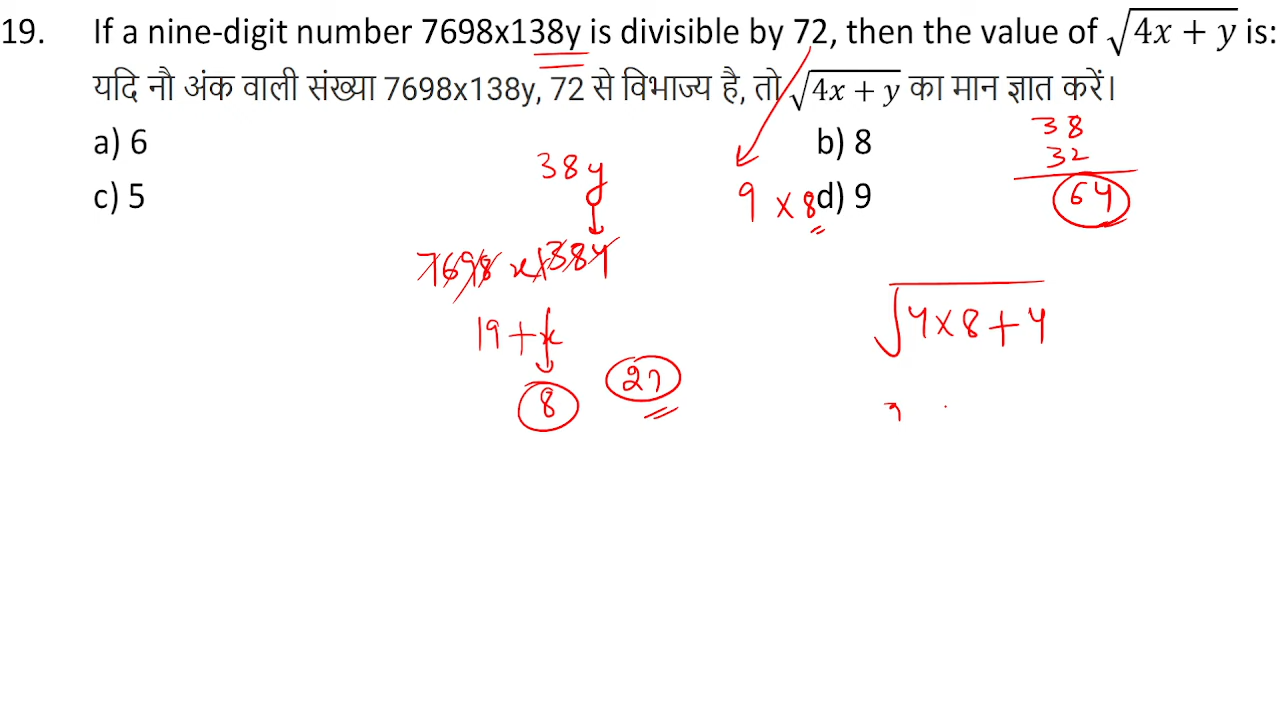 19. If a nine-digit number 7698x138y is divisible by 72, then the value of √4x + y is:
यदि नौ अंक वाली संख्या 7698x138y, 72 से विभाज्य है, तो √4x + y का मान ज्ञात करें।
a) 6 b) 8
c) 5 d) 9
38
32
64
38y
9 × 8
7698x1384
19 + x
8 27
√4×8+4